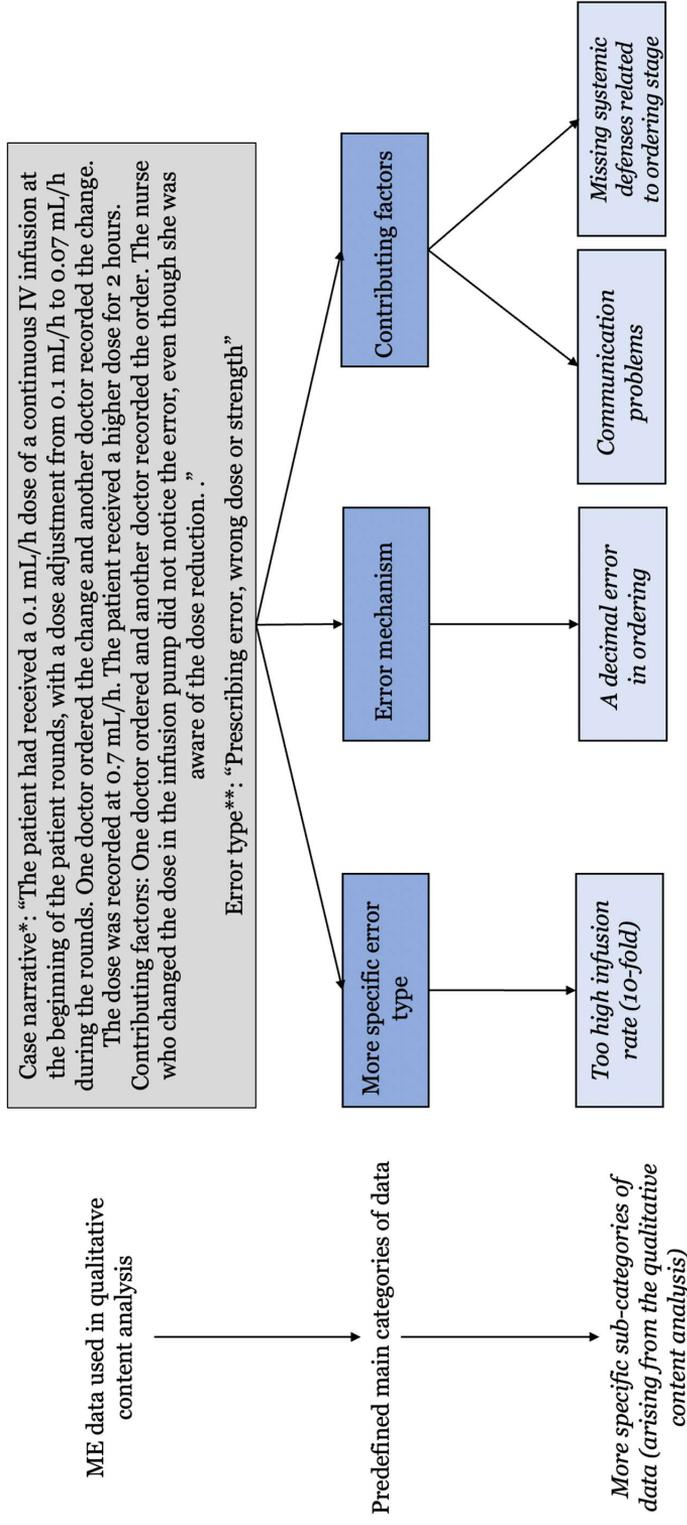 ME data used in qualitative
content analysis
Case narrative*: “The patient had received a 0.1 mL/h dose of a continuous IV infusion at
the beginning of the patient rounds, with a dose adjustment from 0.1 mL/h to 0.07 mL/h
during the rounds. One doctor ordered the change and another doctor recorded the change.
The dose was recorded at 0.7 mL/h. The patient received a higher dose for 2 hours.
Contributing factors: One doctor ordered and another doctor recorded the order. The nurse
who changed the dose in the infusion pump did not notice the error, even though she was
aware of the dose reduction. . ”
Error type**: “Prescribing error, wrong dose or strength”
Predefined main categories of data
More specific error
type
Error mechanism
Contributing factors
More specific sub-categories of
data (arising from the qualitative
content analysis)
Too high infusion
rate (10-fold)
A decimal error
in ordering
Communication
problems
Missing systemic
defenses related
to ordering stage